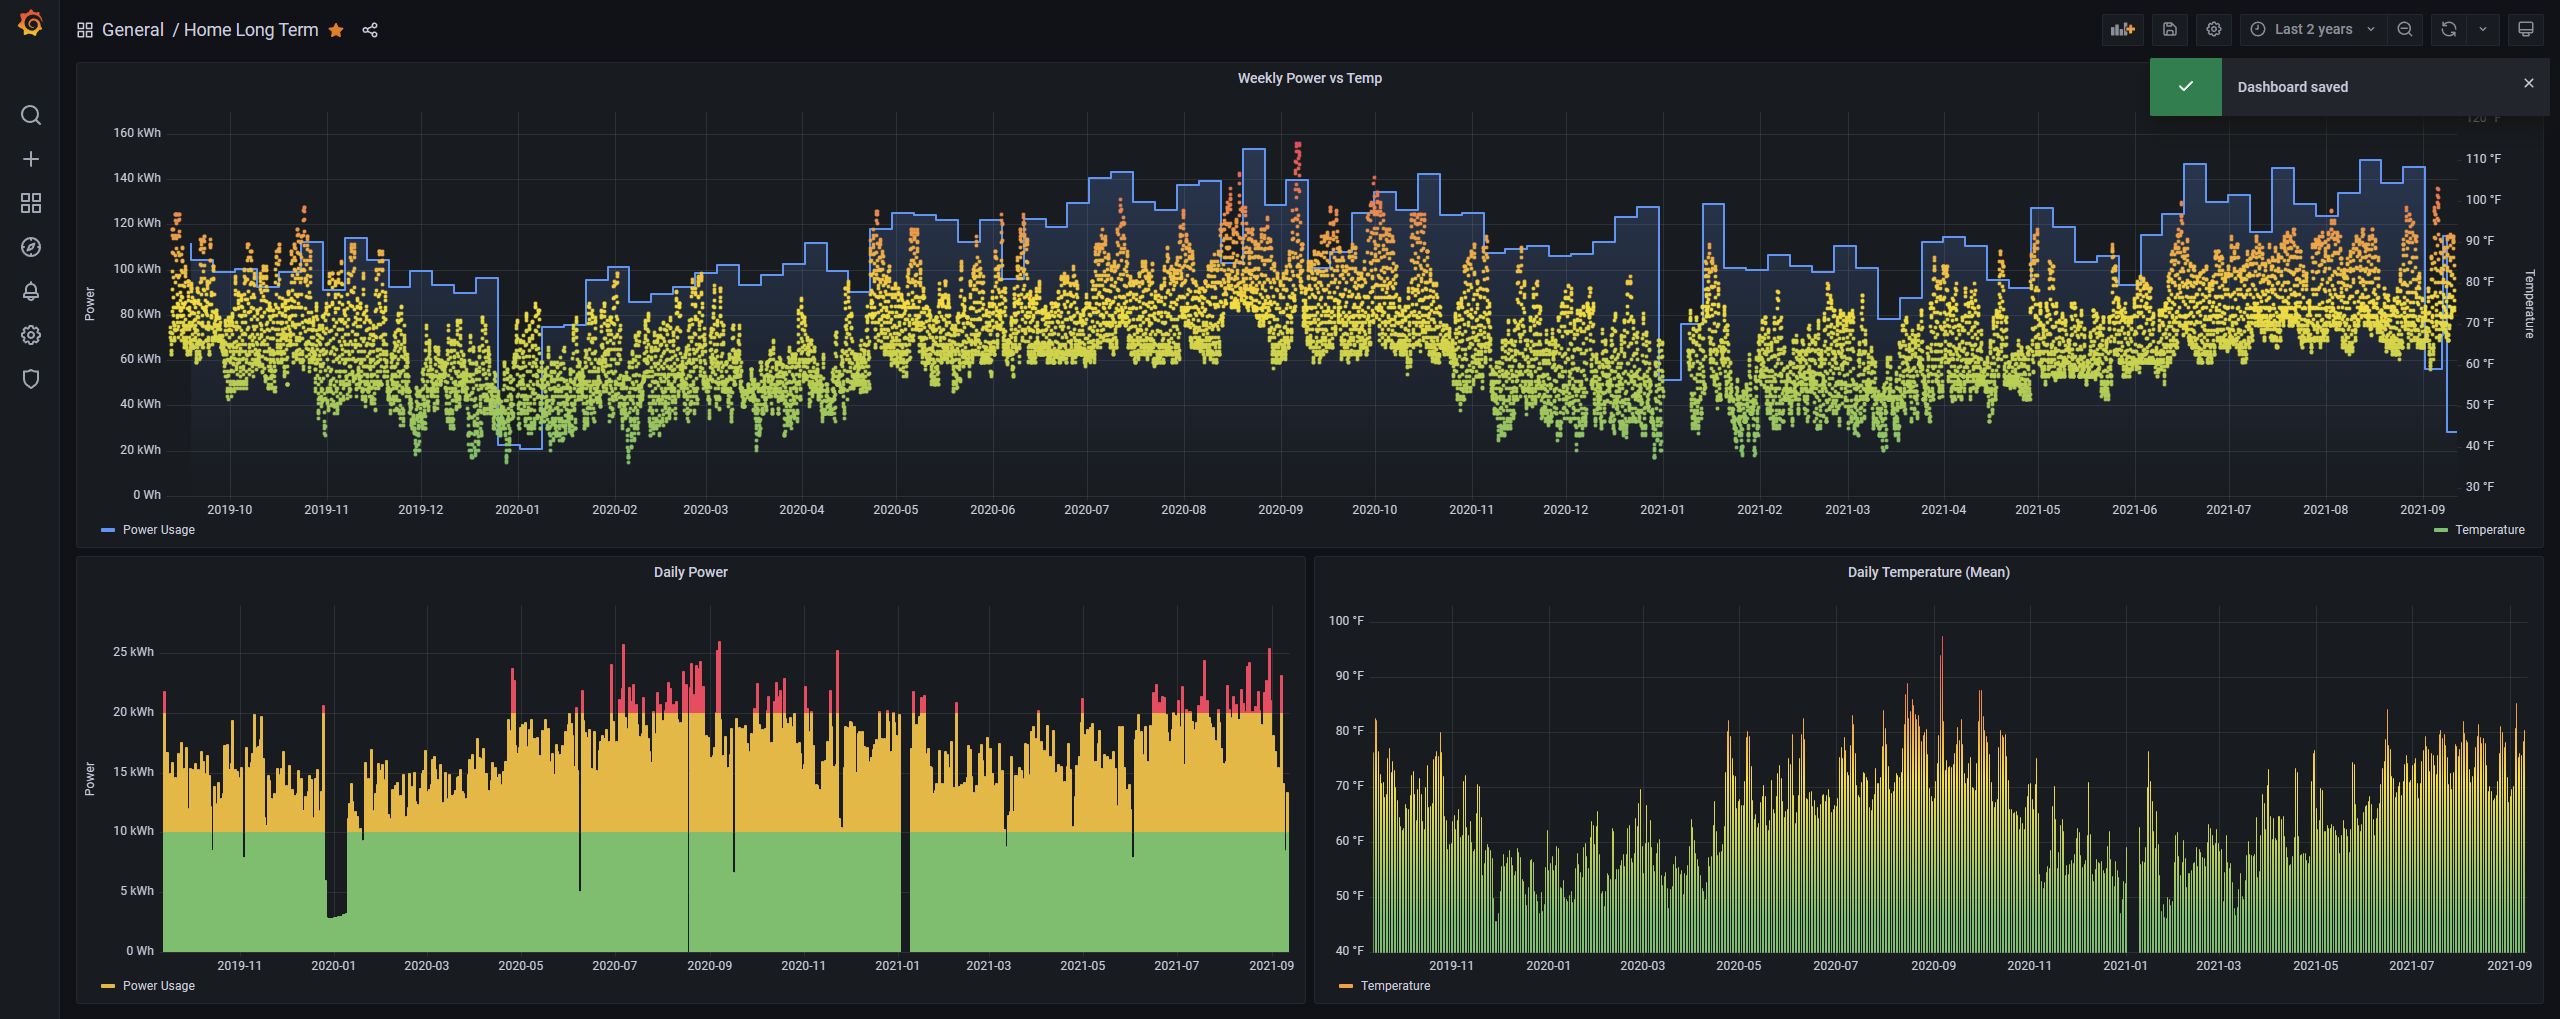 General / Home Long Term
Last 2 years
Dashboard saved
Weekly Power vs Temp
160 kWh
140 kWh
120 kWh
100 kWh
80 kWh
60 kWh
40 kWh
20 kWh
0 Wh
Power
120 °F
110 °F
100 °F
90 °F
80 °F
70 °F
60 °F
50 °F
40 °F
30 °F
Temperature
2019-10 2019-11 2019-12 2020-01 2020-02 2020-03 2020-04 2020-05 2020-06 2020-07 2020-08 2020-09 2020-10 2020-11 2020-12 2021-01 2021-02 2021-03 2021-04 2021-05 2021-06 2021-07 2021-08 2021-09
Power Usage
Temperature
Daily Power
25 kWh
20 kWh
15 kWh
10 kWh
5 kWh
0 Wh
Power
2019-11 2020-01 2020-03 2020-05 2020-07 2020-09 2020-11 2021-01 2021-03 2021-05 2021-07 2021-09
Power Usage
Daily Temperature (Mean)
100 °F
90 °F
80 °F
70 °F
60 °F
50 °F
40 °F
2019-11 2020-01 2020-03 2020-05 2020-07 2020-09 2020-11 2021-01 2021-03 2021-05 2021-07 2021-09
Temperature